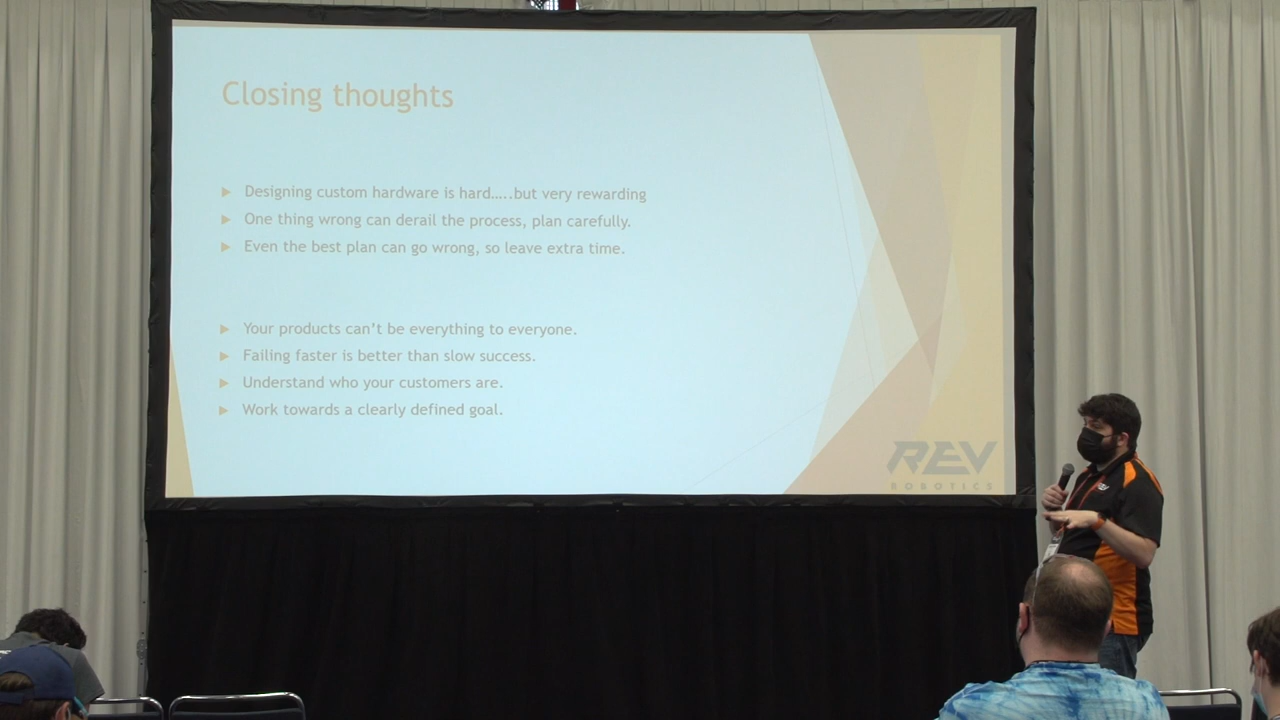 Closing thoughts
Designing custom hardware is hard.....but very rewarding
One thing wrong can derail the process, plan carefully.
Even the best plan can go wrong, so leave extra time.
Your products can't be everything to everyone.
Failing faster is better than slow success.
Understand who your customers are.
Work towards a clearly defined goal.
REV
ROBOTICS